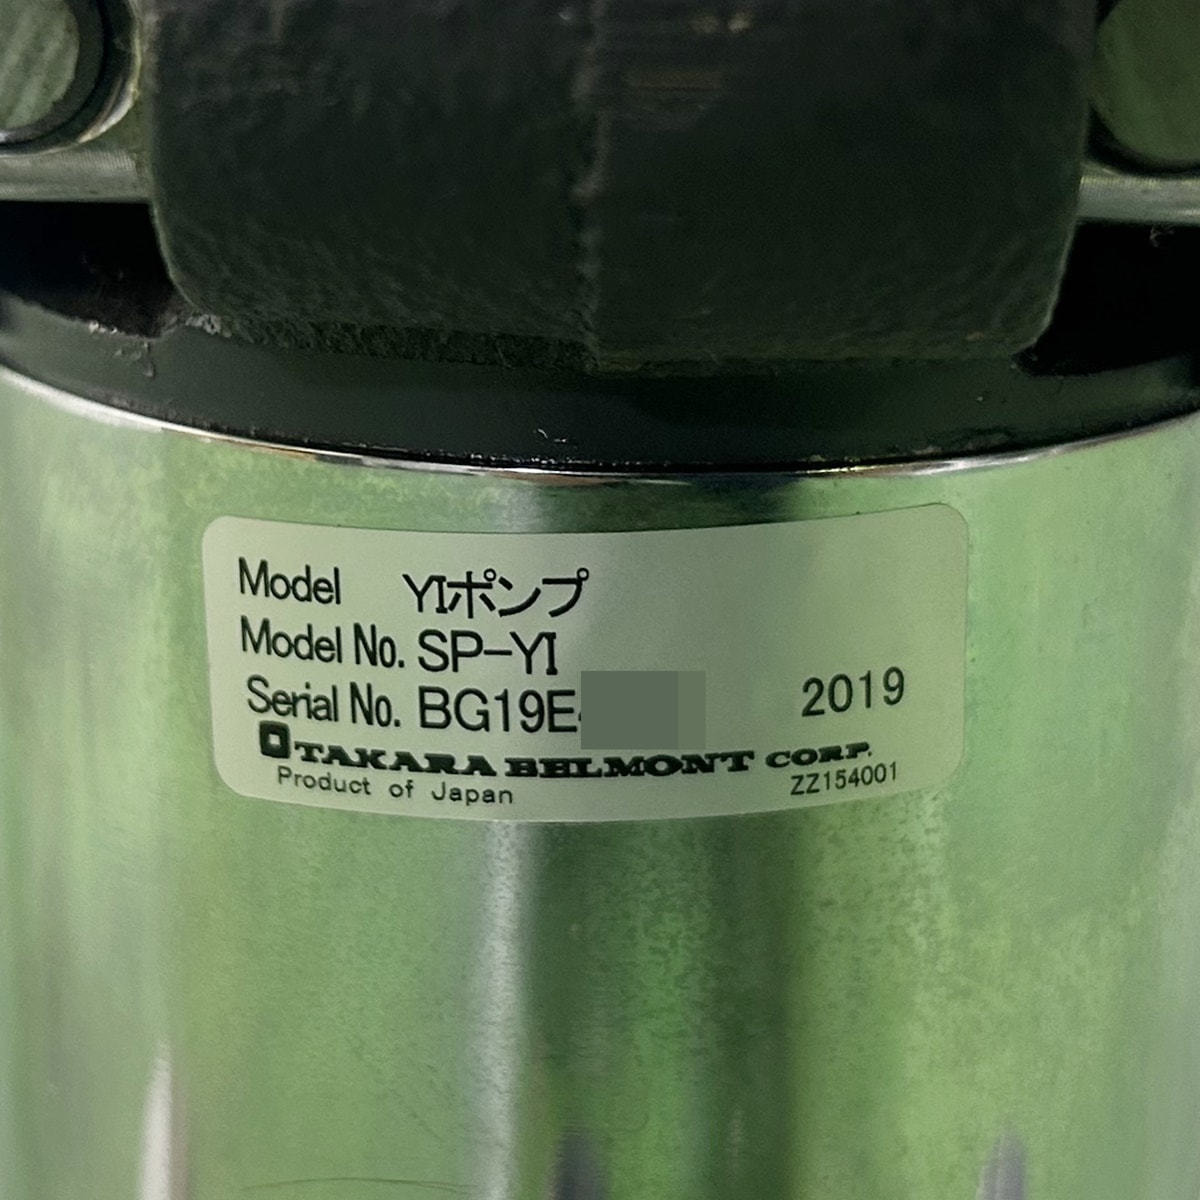 Model YIポンプ
Model No. SP-YI
Serial No. BG19E 2019
TAKARA BELMONT CORP.
Product of Japan ZZ154001